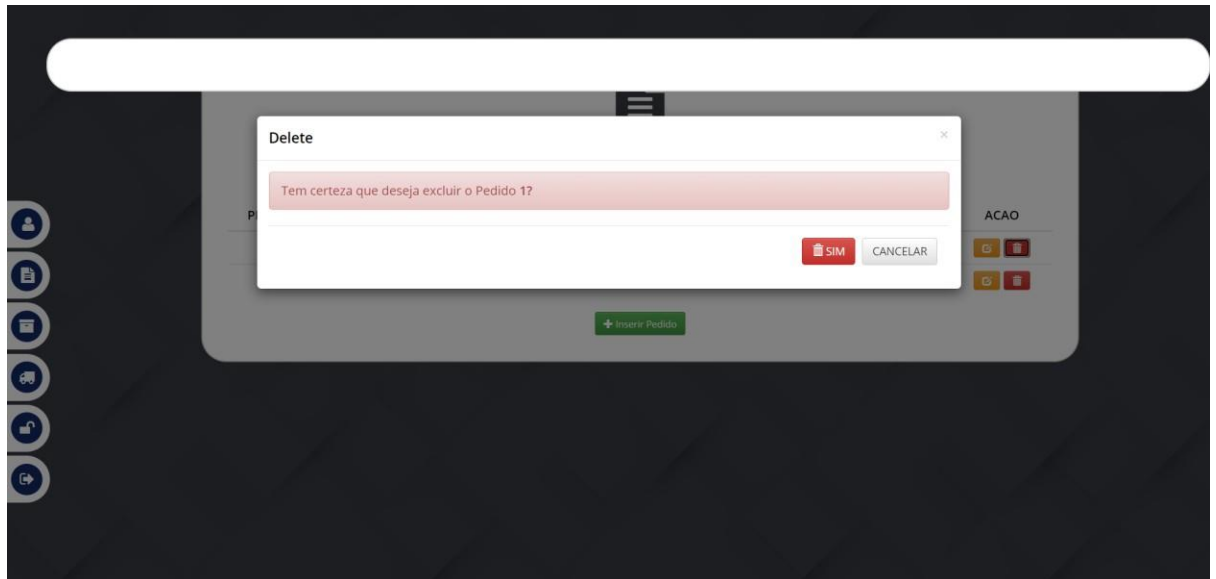 Delete
×
Tem certeza que deseja excluir o Pedido 1?
ACAO
SIM CANCELAR
+ Inserir Pedido